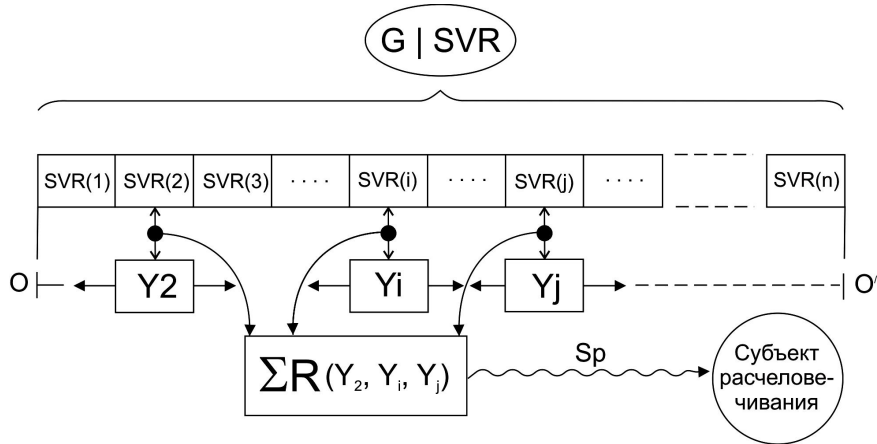 G | SVR
SVR(1) SVR(2) SVR(3) .... SVR(i) .... SVR(j) .... SVR(n)
O Y2 Yi Yj O′
ΣR (Y₂, Yᵢ, Yⱼ)
Sp
Субъект
расчелове-
чивания